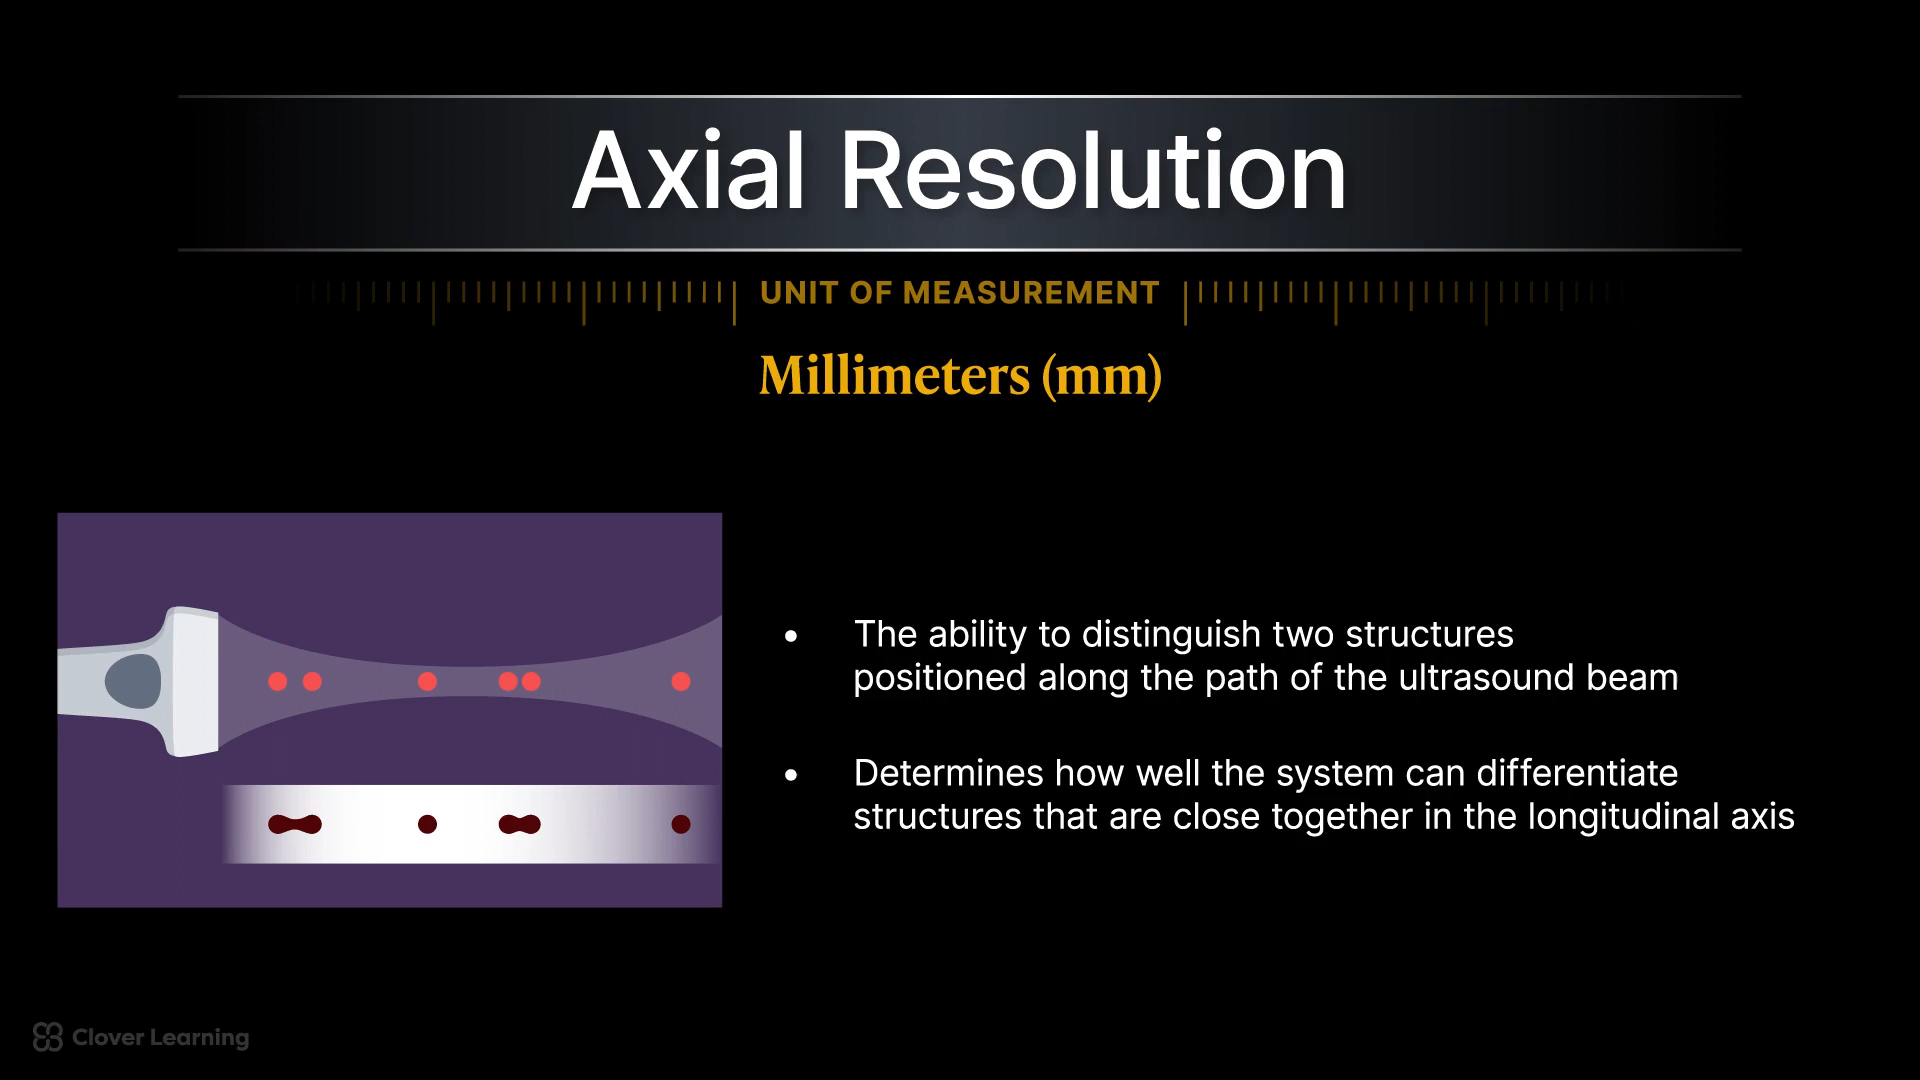 Axial Resolution
UNIT OF MEASUREMENT
Millimeters (mm)
• The ability to distinguish two structures
positioned along the path of the ultrasound beam
• Determines how well the system can differentiate
structures that are close together in the longitudinal axis
Clover Learning